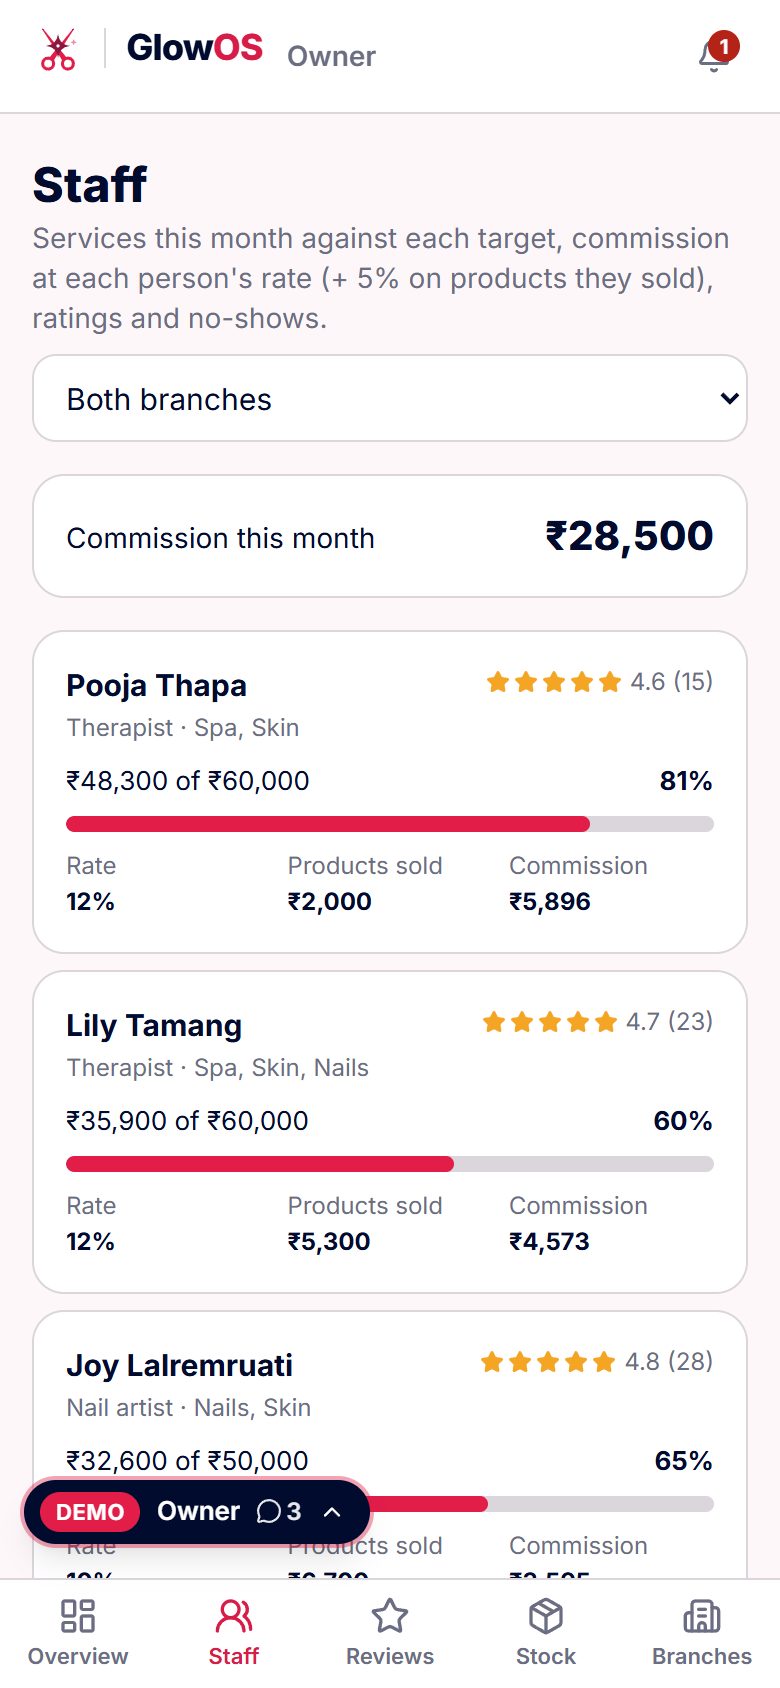 GlowOS Owner 1
Staff
Services this month against each target, commission
at each person's rate (+ 5% on products they sold),
ratings and no-shows.
Both branches
Commission this month ₹28,500
Pooja Thapa 4.6 (15)
Therapist · Spa, Skin
₹48,300 of ₹60,000 81%
Rate Products sold Commission
12% ₹2,000 ₹5,896
Lily Tamang 4.7 (23)
Therapist · Spa, Skin, Nails
₹35,900 of ₹60,000 60%
Rate Products sold Commission
12% ₹5,300 ₹4,573
Joy Lalremruati 4.8 (28)
Nail artist · Nails, Skin
₹32,600 of ₹50,000 65%
DEMO Owner 3
Rate Products sold Commission
Overview Staff Reviews Stock Branches